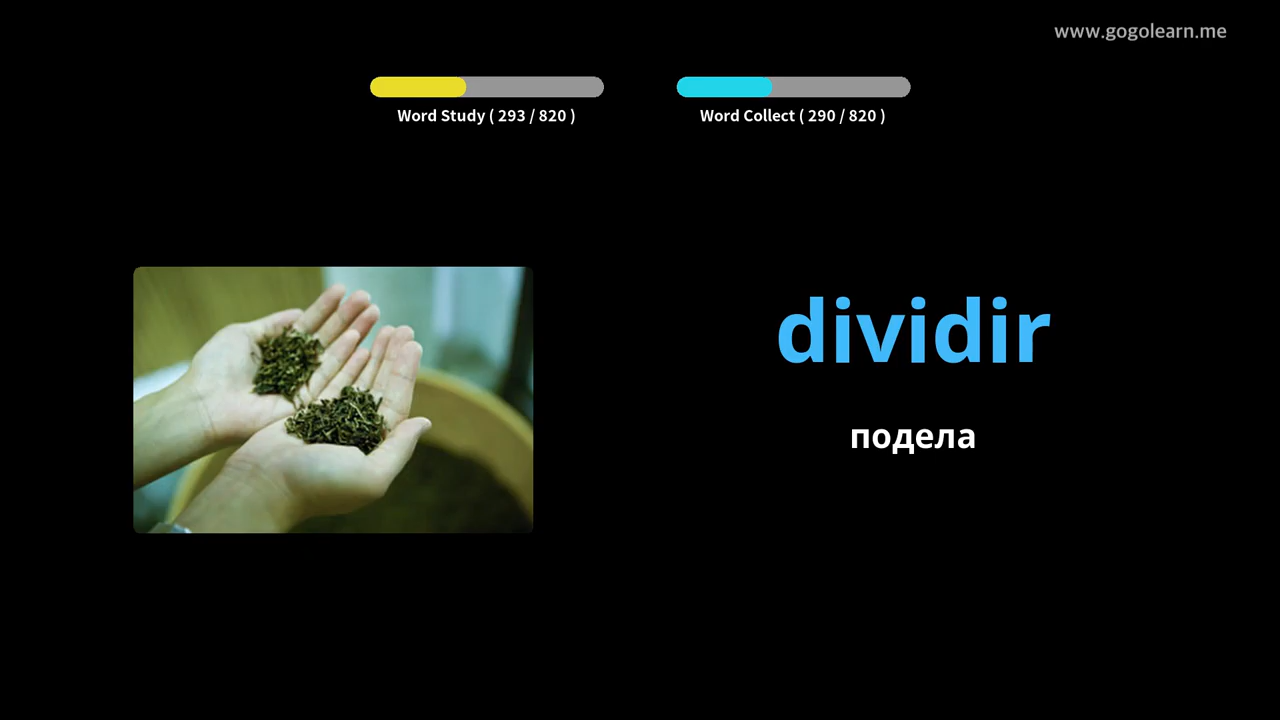 www.gogolearn.me
Word Study ( 293 / 820 )
Word Collect ( 290 / 820 )
dividir
подела